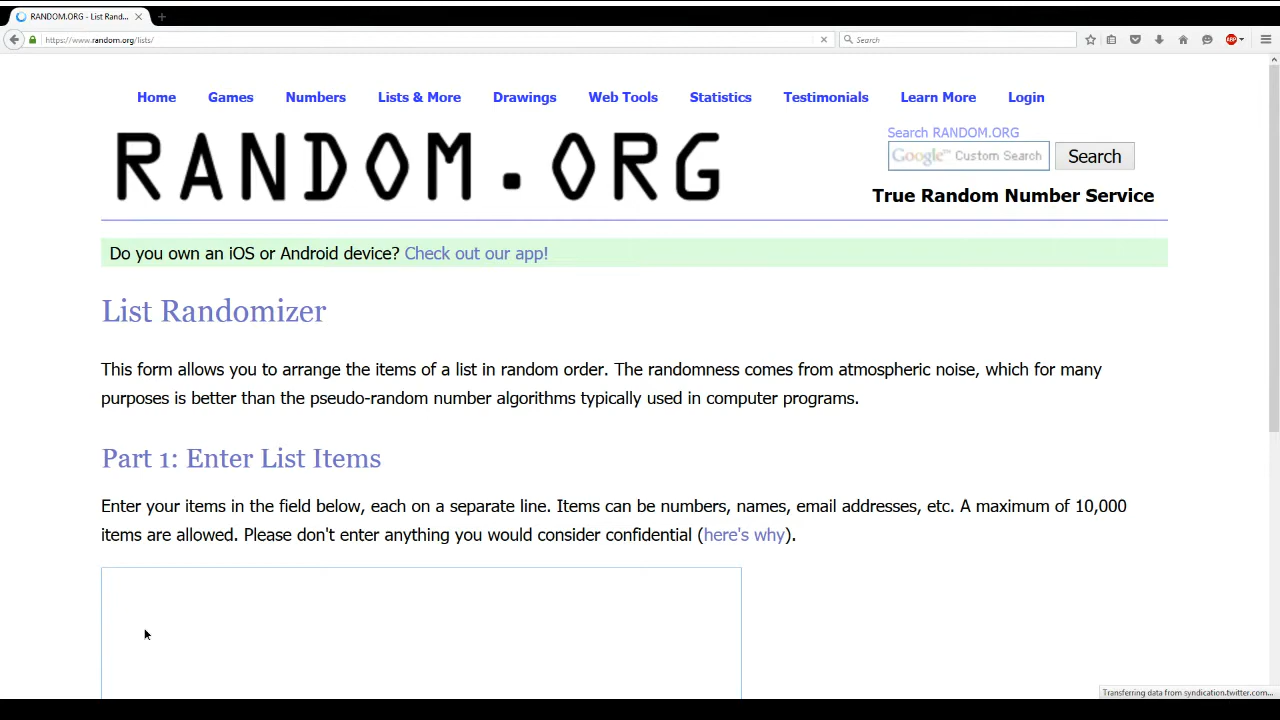 RANDOM.ORG - List Rand...
https://www.random.org/lists/
Search
ABP
Home Games Numbers Lists & More Drawings Web Tools Statistics Testimonials Learn More Login
RANDOM.ORG
Search RANDOM.ORG
Google™ Custom Search
Search
True Random Number Service
Do you own an iOS or Android device? Check out our app!
List Randomizer
This form allows you to arrange the items of a list in random order. The randomness comes from atmospheric noise, which for many
purposes is better than the pseudo-random number algorithms typically used in computer programs.
Part 1: Enter List Items
Enter your items in the field below, each on a separate line. Items can be numbers, names, email addresses, etc. A maximum of 10,000
items are allowed. Please don't enter anything you would consider confidential (here's why).
Transferring data from syndication.twitter.com...